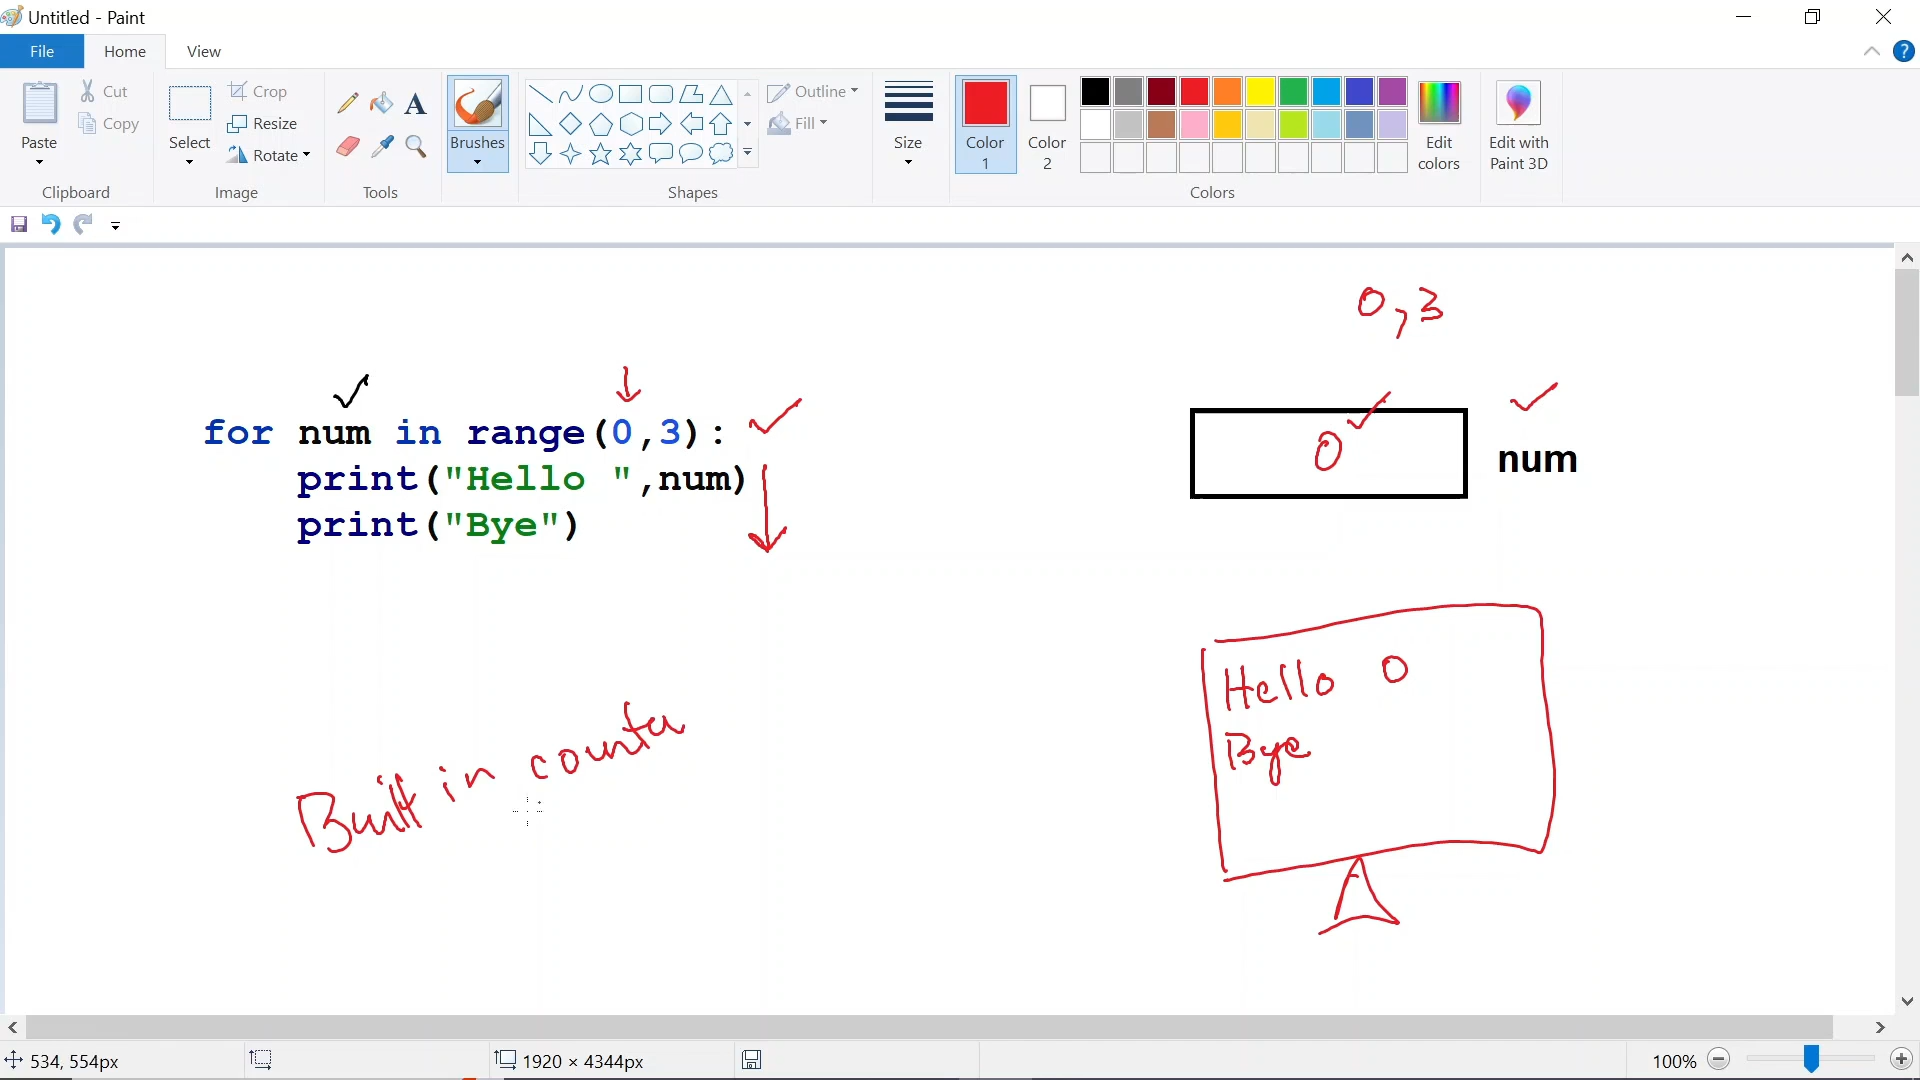 Untitled - Paint
File Home View
Paste
Cut
Copy
Clipboard
Select
Crop
Resize
Rotate
Image
Tools
Brushes
Shapes
Outline
Fill
Size
Color 1
Color 2
Colors
Edit colors
Edit with Paint 3D
0,3
for num in range(0,3):
print("Hello ",num)
print("Bye")
0
num
Hello 0
Bye
Built in counter
534, 554px
1920 × 4344px
100%